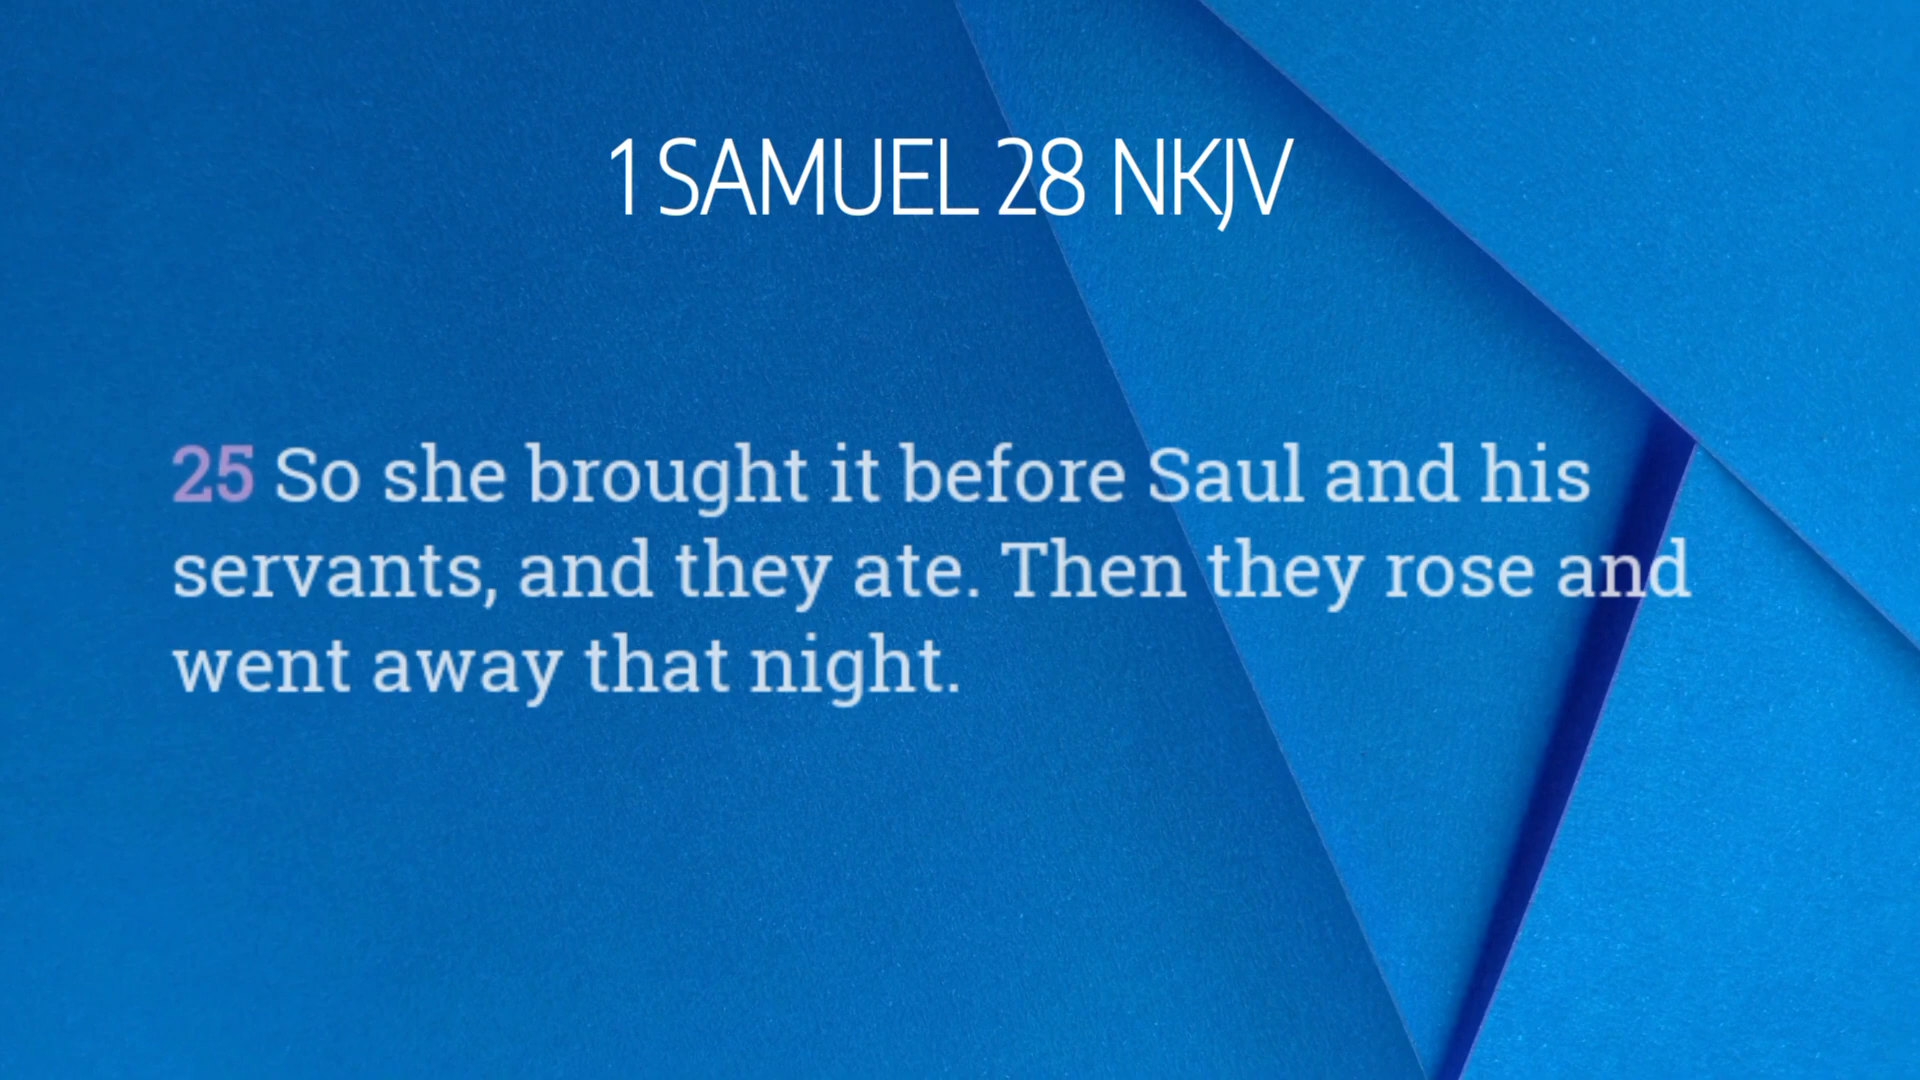 1 SAMUEL 28 NKJV
25 So she brought it before Saul and his
servants, and they ate. Then they rose and
went away that night.